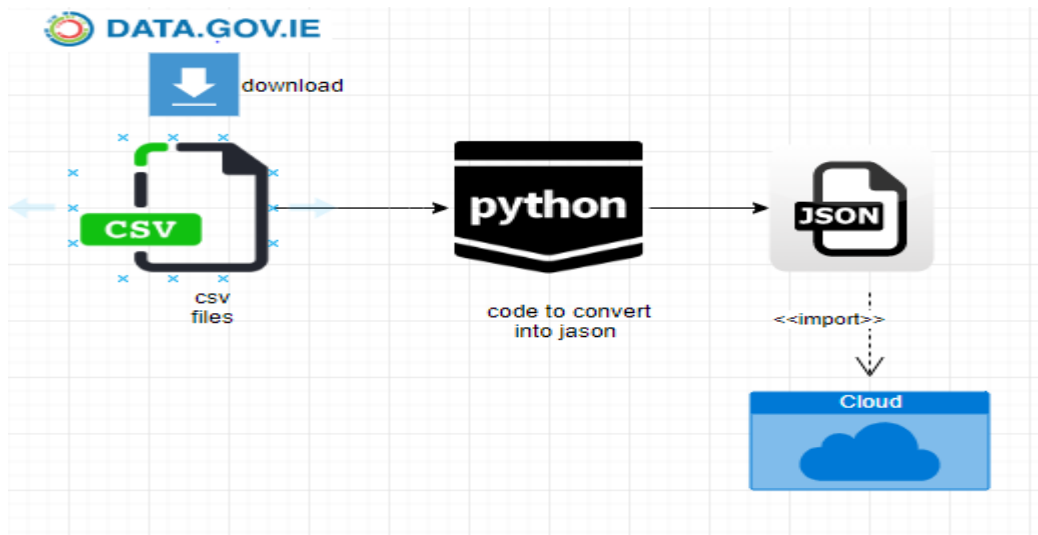 DATA.GOV.IE
download
CSV
csv
files
python
code to convert
into jason
JSON
<<import>>
Cloud